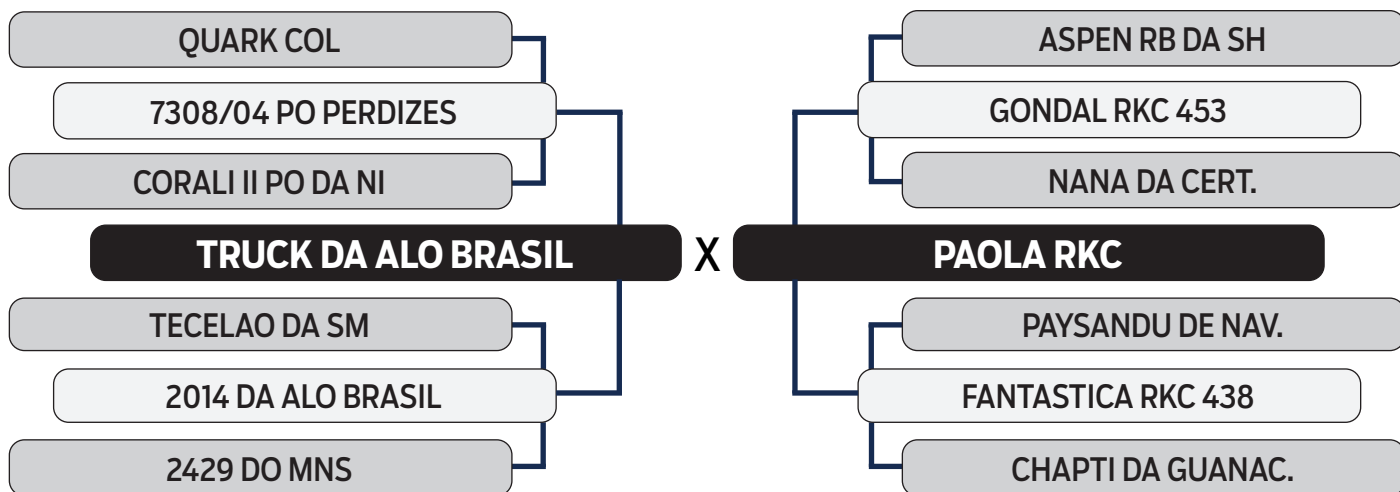 QUARK COL
7308/04 PO PERDIZES
CORALI II PO DA NI
TRUCK DA ALO BRASIL
TECELAO DA SM
2014 DA ALO BRASIL
2429 DO MNS
X
ASPEN RB DA SH
GONDAL RKC 453
NANA DA CERT.
PAOLA RKC
PAYSANDU DE NAV.
FANTASTICA RKC 438
CHAPTI DA GUANAC.